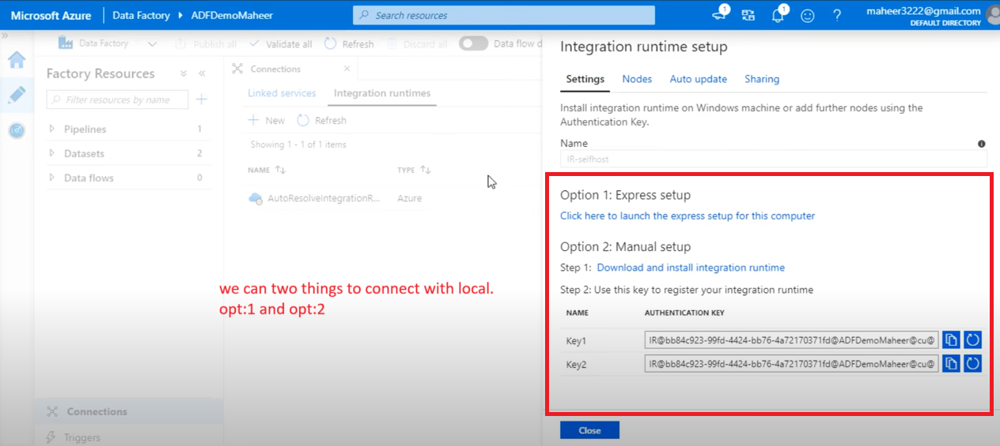 Microsoft Azure
Data Factory
ADFDemoMaheer
Search resources
1
1
?
maheer3222@gmail.com
DEFAULT DIRECTORY
Data Factory
Publish all
Validate all
Refresh
Discard all
Data flow d
Factory Resources
Filter resources by name
Pipelines 1
Datasets 2
Data flows 0
Connections
Triggers
Connections
Linked services
Integration runtimes
New
Refresh
Showing 1 - 1 of 1 items
NAME
TYPE
AutoResolveIntegrationR...
Azure
we can two things to connect with local.
opt:1 and opt:2
Integration runtime setup
Settings
Nodes
Auto update
Sharing
Install integration runtime on Windows machine or add further nodes using the
Authentication Key.
Name
IR-selfhost
Option 1: Express setup
Click here to launch the express setup for this computer
Option 2: Manual setup
Step 1: Download and install integration runtime
Step 2: Use this key to register your integration runtime
NAME
AUTHENTICATION KEY
Key1
IR@bb84c923-99fd-4424-bb76-4a72170371fd@ADFDemoMaheer@cu@
Key2
IR@bb84c923-99fd-4424-bb76-4a72170371fd@ADFDemoMaheer@cu@
Close